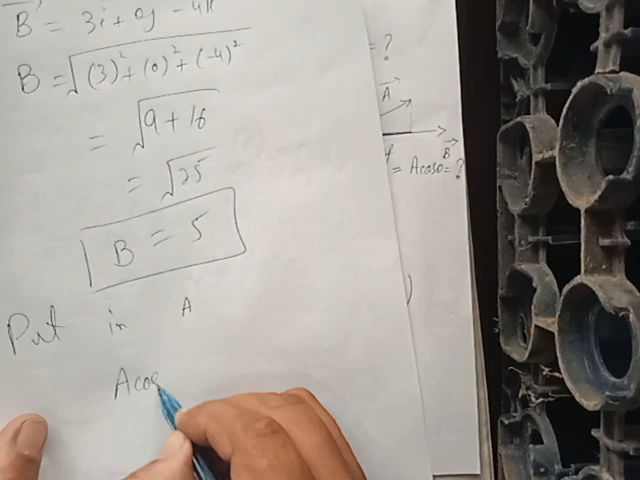 B⃗ = 3i + 0j - 4k
B = √(3)² + (0)² + (-4)²
= √9 + 16
= √25
B = 5
Put in A
Acos
= ?
A⃗
B⃗
= Acosθ = ?